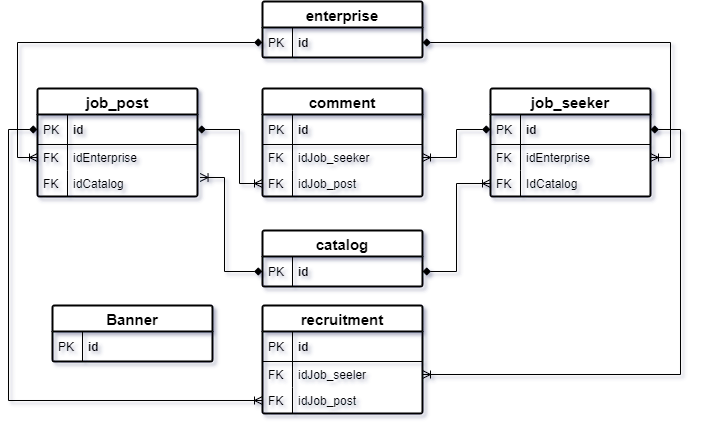 enterprise
PK id
job_post
PK id
FK idEnterprise
FK idCatalog
comment
PK id
FK idJob_seeker
FK idJob_post
job_seeker
PK id
FK idEnterprise
FK IdCatalog
catalog
PK id
Banner
PK id
recruitment
PK id
FK idJob_seeler
FK idJob_post